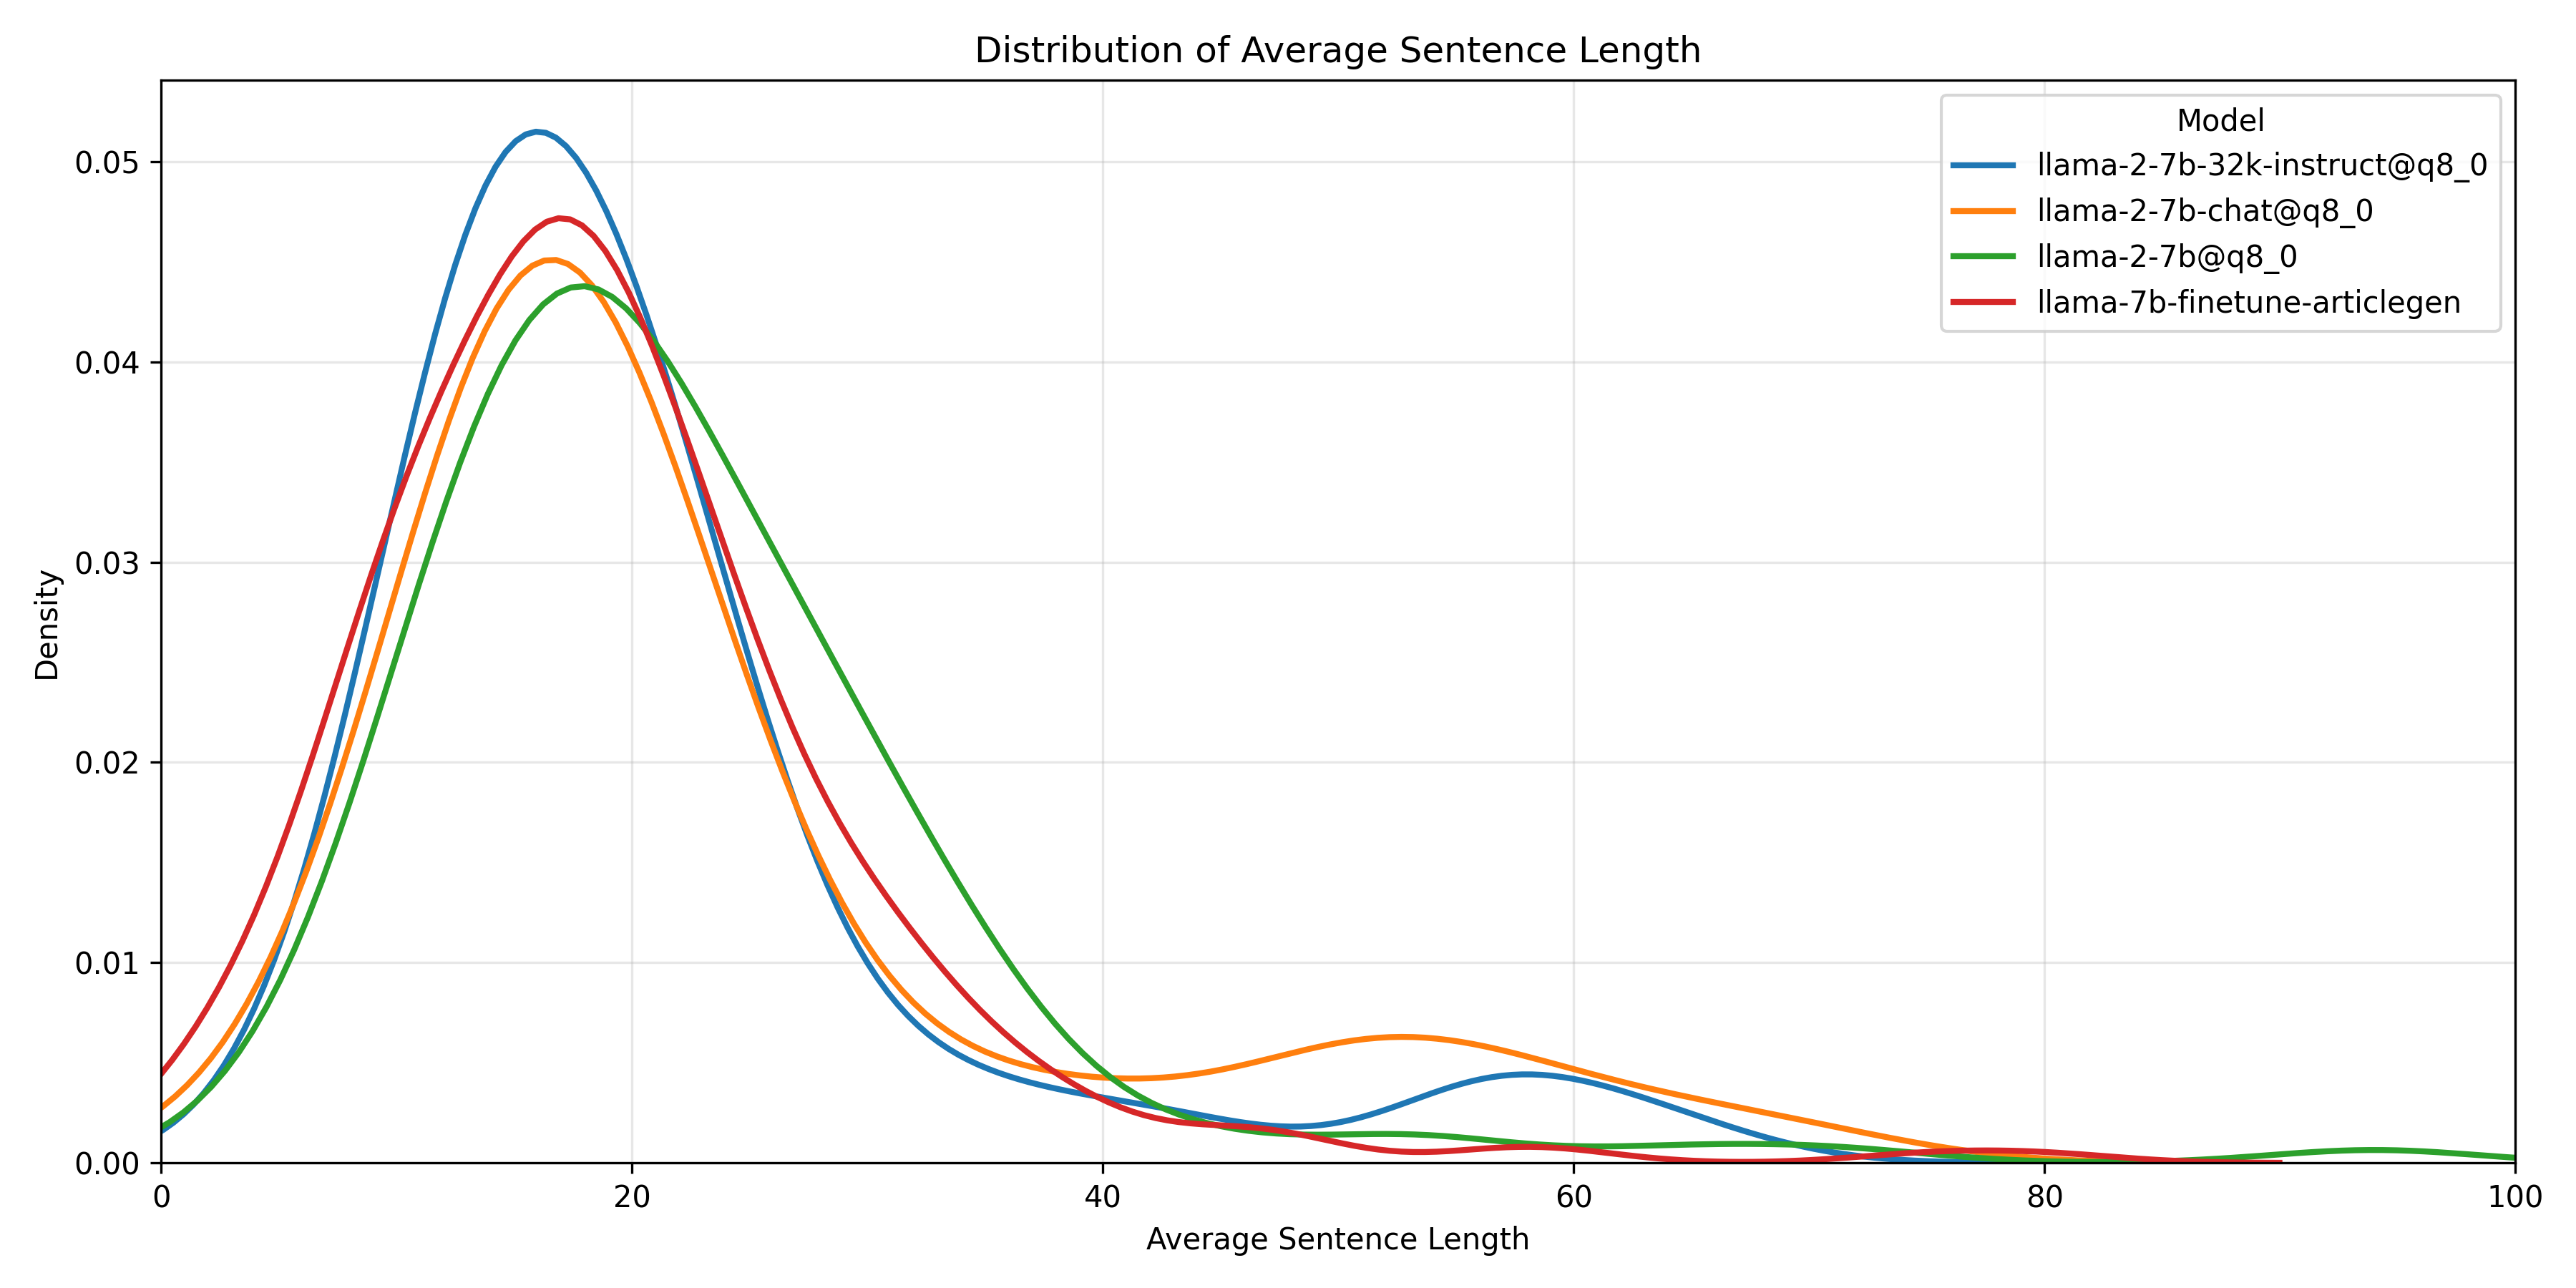 Distribution of Average Sentence Length
Model
llama-2-7b-32k-instruct@q8_0
llama-2-7b-chat@q8_0
llama-2-7b@q8_0
llama-7b-finetune-articlegen
Density
0.05
0.04
0.03
0.02
0.01
0.00
0 20 40 60 80 100
Average Sentence Length